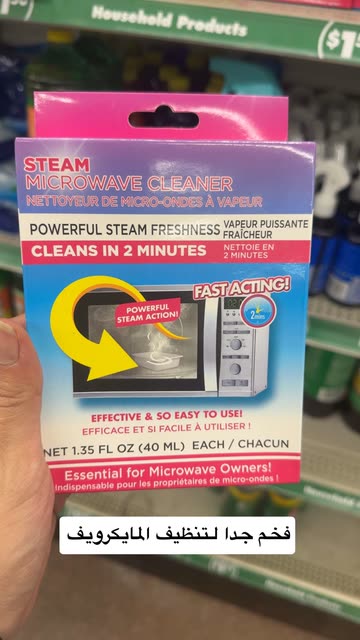 Household Products
STEAM
MICROWAVE CLEANER
NETTOYEUR DE MICRO-ONDES À VAPEUR
POWERFUL STEAM FRESHNESS
VAPEUR PUISSANTE
FRAÎCHEUR
CLEANS IN 2 MINUTES
NETTOIE EN
2 MINUTES
FAST ACTING!
POWERFUL
STEAM ACTION!
2 mins
EFFECTIVE & SO EASY TO USE!
EFFICACE ET SI FACILE À UTILISER !
NET 1.35 FL OZ (40 ML) EACH / CHACUN
Essential for Microwave Owners!
Indispensable pour les propriétaires de micro-ondes !
فخم جدا لتنظيف المايكرويف